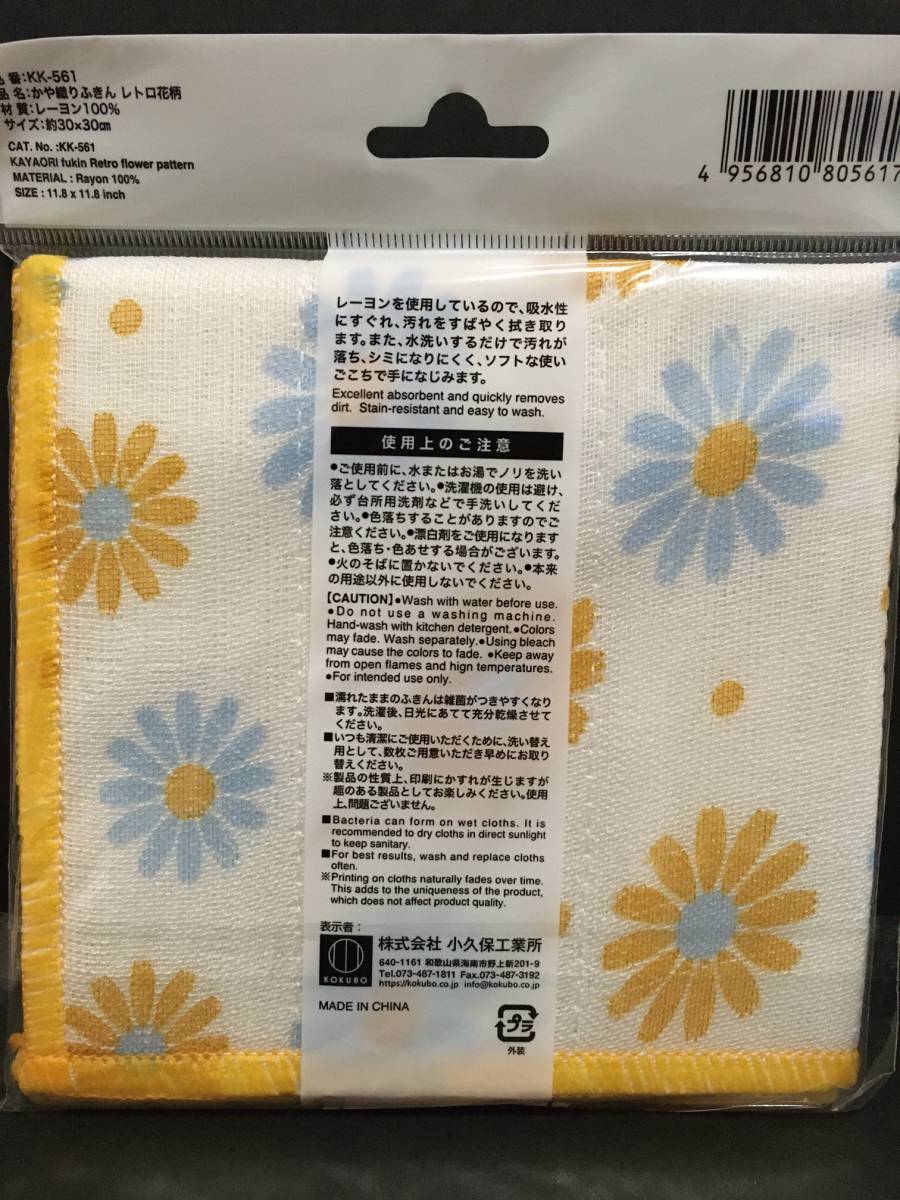 品 番:KK-561
品 名:かや織りふきん レトロ花柄
材 質:レーヨン100%
サイズ:約30×30㎝
CAT. No. :KK-561
KAYAORI fukin Retro flower pattern
MATERIAL : Rayon 100%
SIZE : 11.8 x 11.8 inch
4 956810 805617
レーヨンを使用しているので、吸水性
にすぐれ、汚れをすばやく拭き取り
ます。また、水洗いするだけで汚れが
落ち、シミになりにくく、ソフトな使い
ごこちで手になじみます。
Excellent absorbent and quickly removes
dirt. Stain-resistant and easy to wash.
使用上のご注意
●ご使用前に、水またはお湯でノリを洗い
落としてください。●洗濯機の使用は避け、
必ず台所用洗剤などで手洗いしてくだ
さい。●色落ちすることがありますのでご
注意ください。●漂白剤をご使用になります
と、色落ち・色あせする場合がございます。
●火のそばに置かないでください。●本来
の用途以外に使用しないでください。
【CAUTION】●Wash with water before use.
●Do not use a washing machine.
Hand-wash with kitchen detergent.●Colors
may fade. Wash separately.●Using bleach
may cause the colors to fade. ●Keep away
from open flames and hign temperatures.
●For intended use only.
■濡れたままのふきんは雑菌がつきやすくなり
ます。洗濯後、日光にあてて充分乾燥させて
ください。
■いつも清潔にご使用いただくために、洗い替え
用として、数枚ご用意いただき早めにお取り
替えください。
※製品の性質上、印刷にかすれが生じますが
趣のある製品としてお楽しみください。使用
上、問題ございません。
■Bacteria can form on wet cloths. It is
recommended to dry cloths in direct sunlight
to keep sanitary.
■For best results, wash and replace cloths
often.
※Printing on cloths naturally fades over time.
This adds to the uniqueness of the product,
which does not affect product quality.
表示者:
KOKUBO
株式会社 小久保工業所
640-1161 和歌山県海南市野上新201-9
Tel.073-487-1811 Fax.073-487-3192
https://kokubo.co.jp info@kokubo.co.jp
MADE IN CHINA
プラ
外装